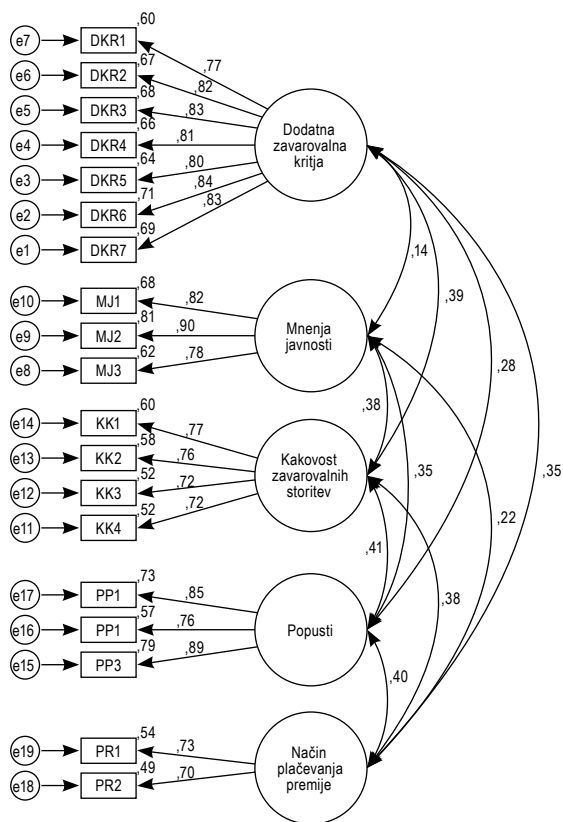 ,60
e7 DKR1
,77
,67
e6 DKR2
,82
,68
e5 DKR3
,83
,66
e4 DKR4
,81
,64
e3 DKR5
,80
,71
e2 DKR6
,84
,69
e1 DKR7
,83
Dodatna
zavarovalna
kritja
,14
,39
,28
,35
,68
e10 MJ1
,82
,81
e9 MJ2
,90
,62
e8 MJ3
,78
Mnenja
javnosti
,38
,35
,22
,60
e14 KK1
,77
,58
e13 KK2
,76
,52
e12 KK3
,72
,52
e11 KK4
,72
Kakovost
zavarovalnih
storitev
,41
,38
,73
e17 PP1
,85
,57
e16 PP1
,76
,79
e15 PP3
,89
Popusti
,40
,54
e19 PR1
,73
,49
e18 PR2
,70
Način
plačevanja
premije